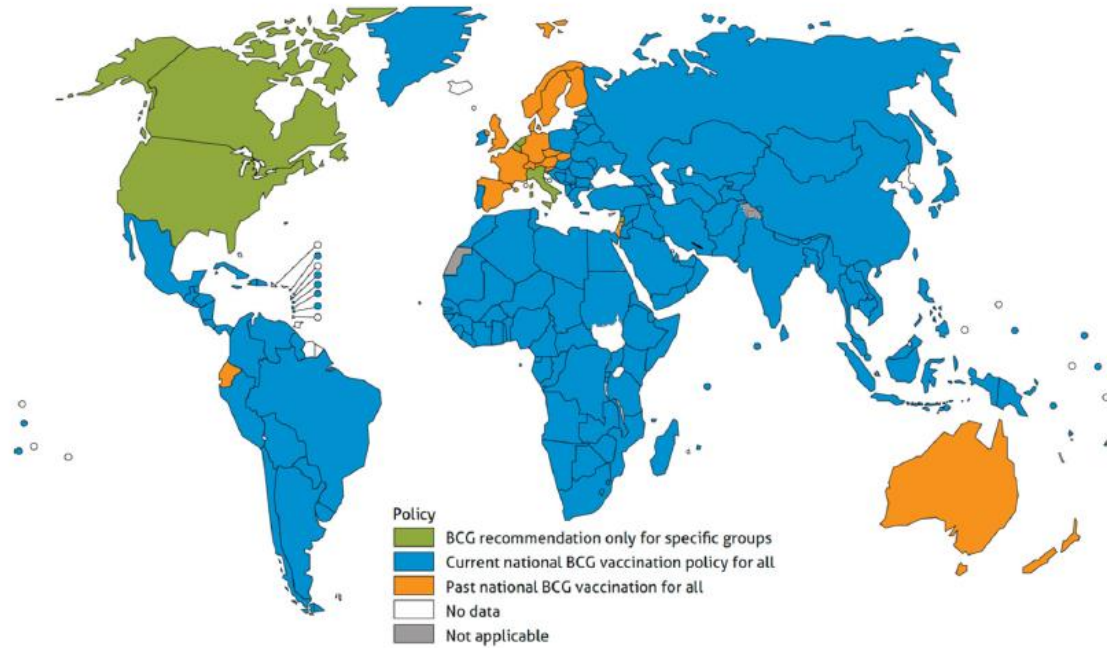 Policy
BCG recommendation only for specific groups
Current national BCG vaccination policy for all
Past national BCG vaccination for all
No data
Not applicable